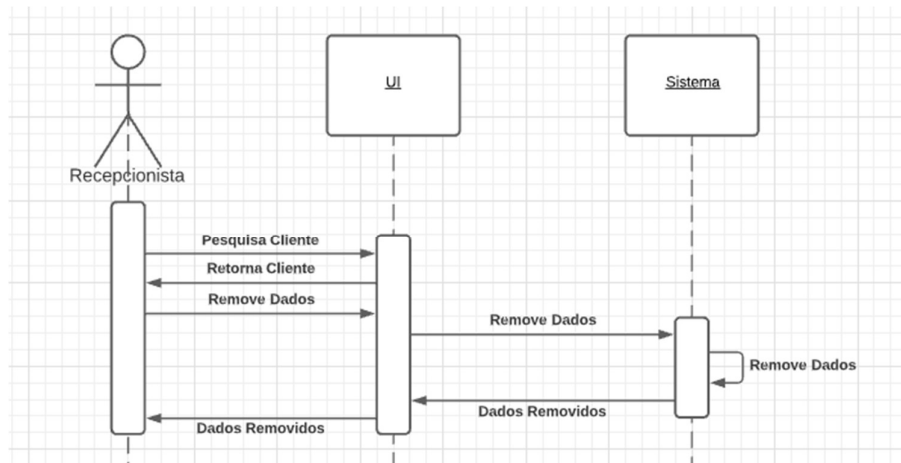 UI
Sistema
Recepcionista
Pesquisa Cliente
Retorna Cliente
Remove Dados
Remove Dados
Remove Dados
Dados Removidos
Dados Removidos